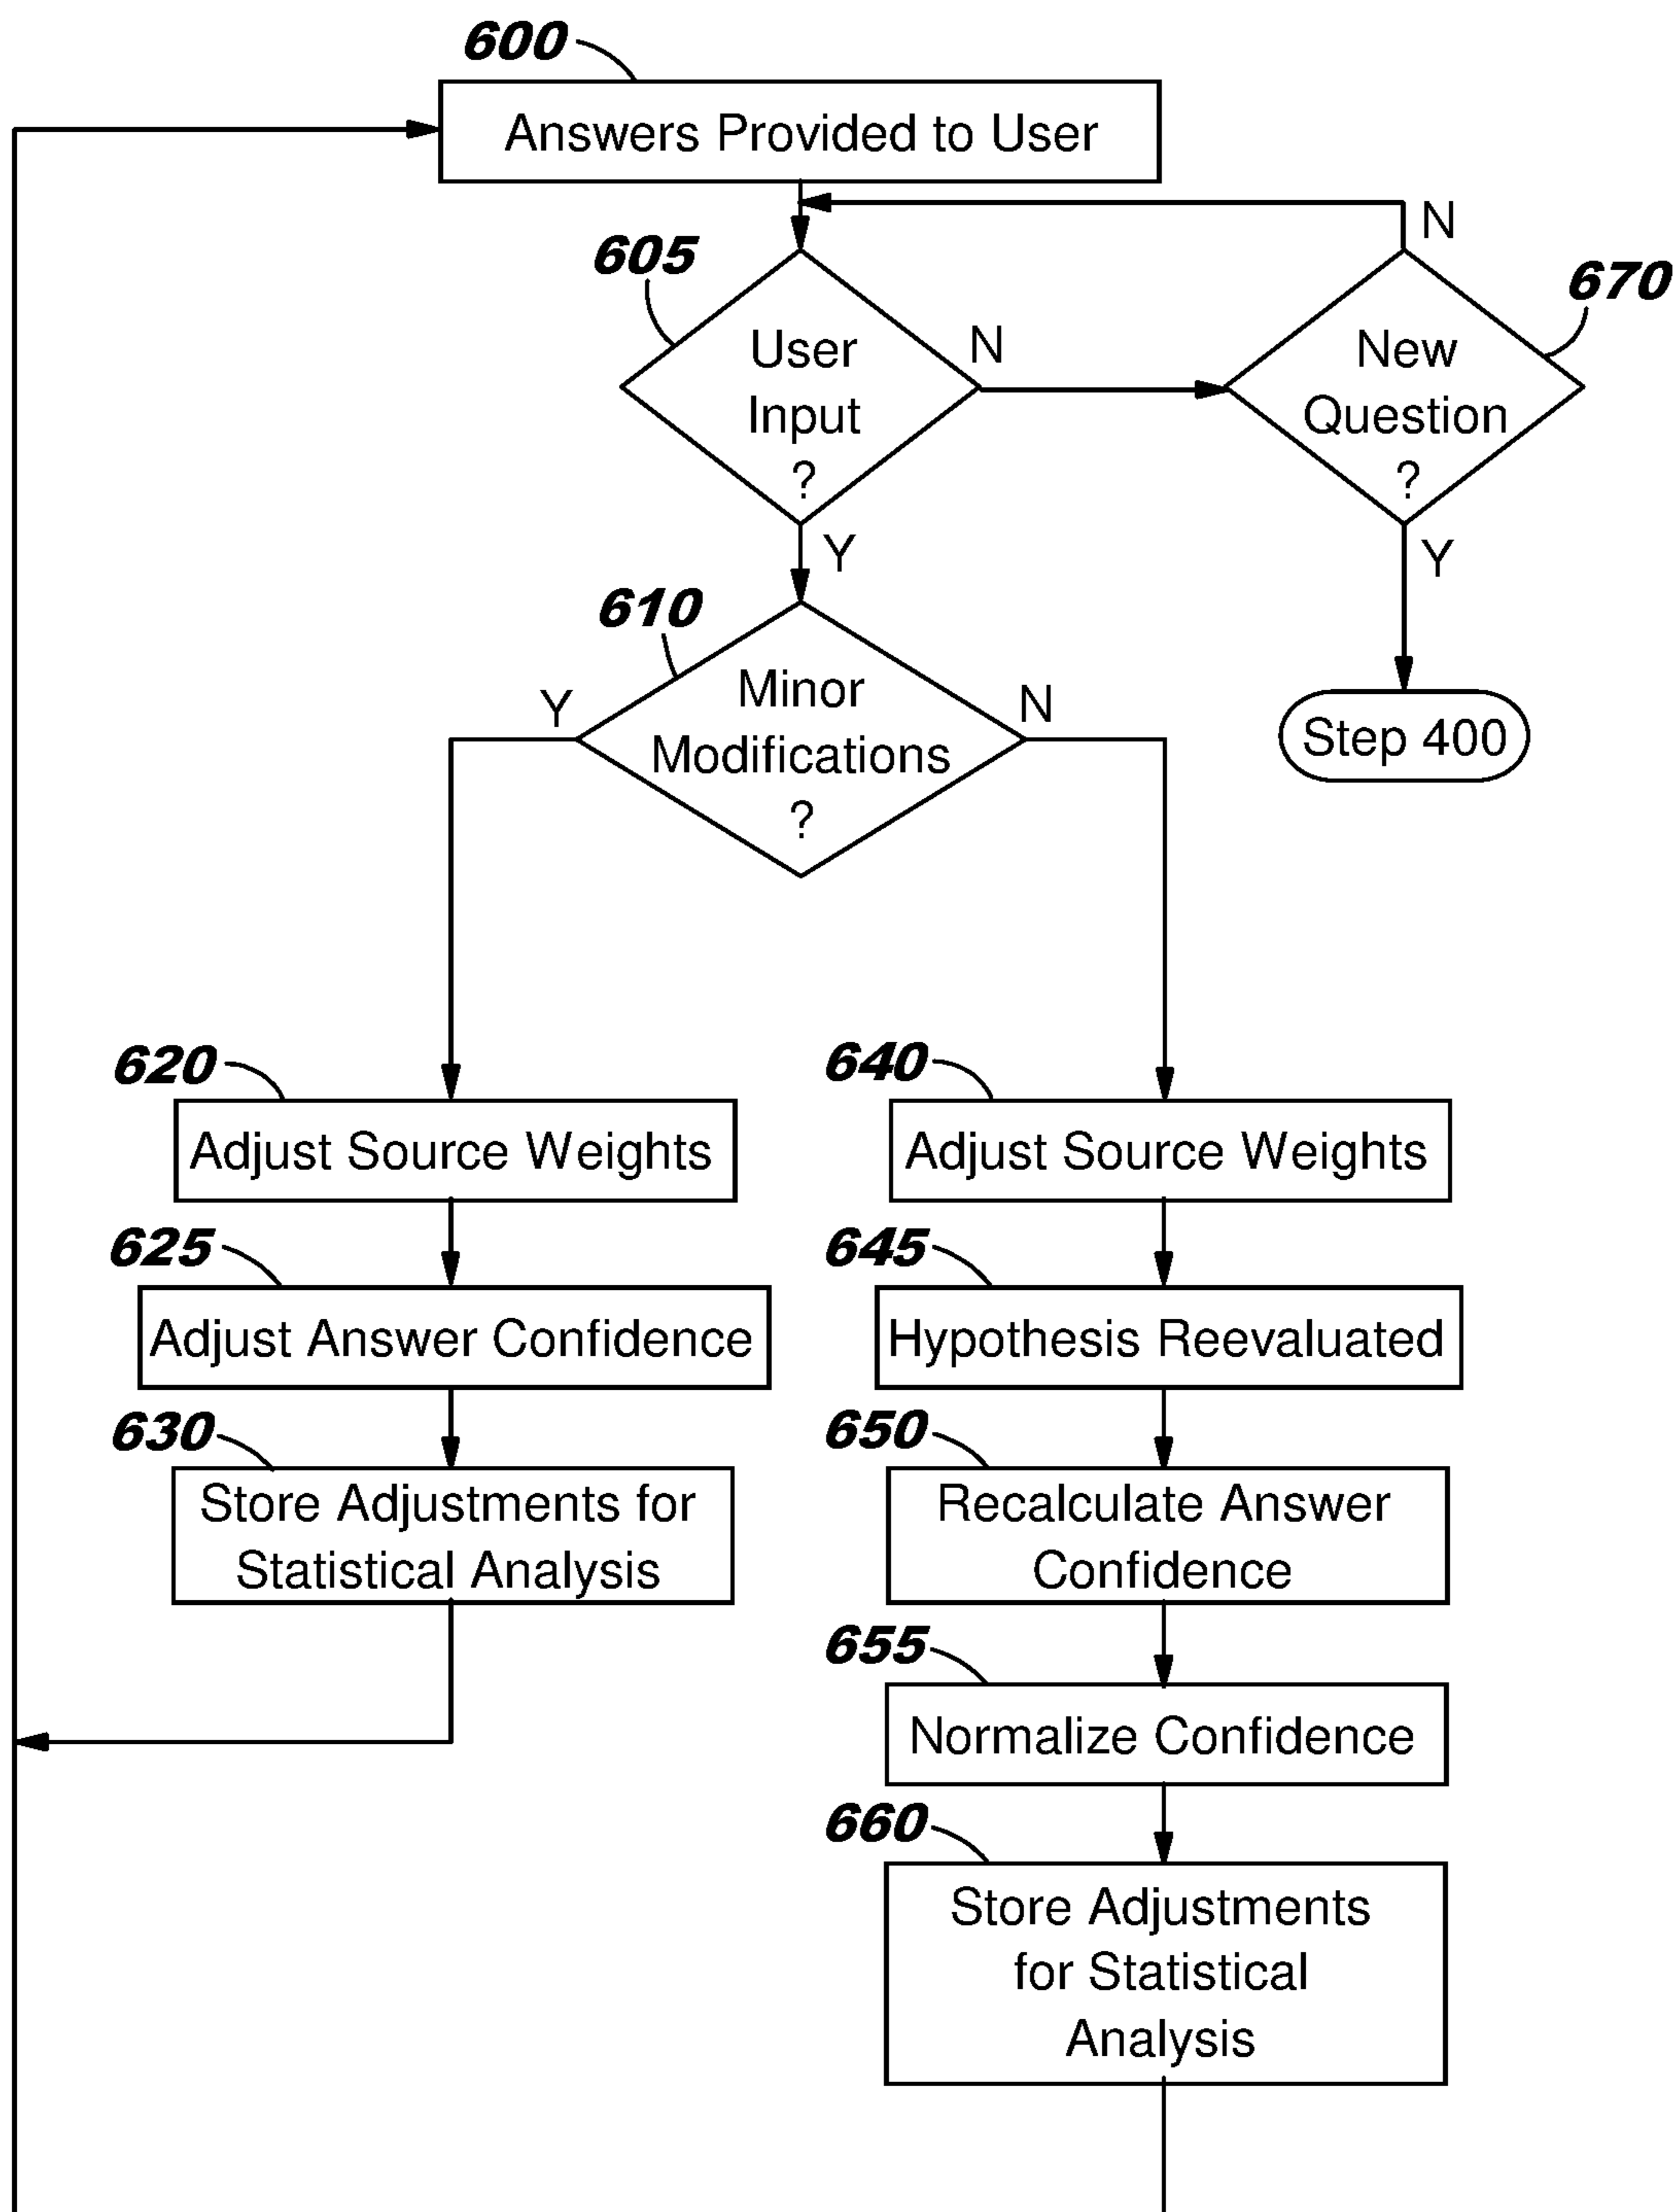 600
Answers Provided to User
N
605
670
User
Input
?
N
New
Question
?
Y
Y
610
Minor
Modifications
?
Y
N
Step 400
620
Adjust Source Weights
640
Adjust Source Weights
625
Adjust Answer Confidence
645
Hypothesis Reevaluated
630
Store Adjustments for
Statistical Analysis
650
Recalculate Answer
Confidence
655
Normalize Confidence
660
Store Adjustments
for Statistical
Analysis